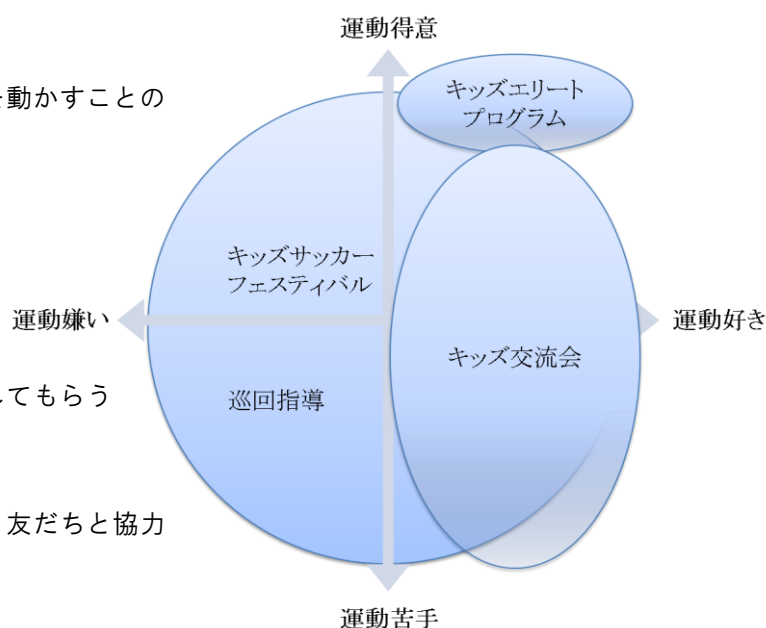 運動得意
を動かすことの
キッズエリート
プログラム
キッズサッカー
フェスティバル
運動嫌い
運動好き
キッズ交流会
してもらう
巡回指導
友だちと協力
運動苦手